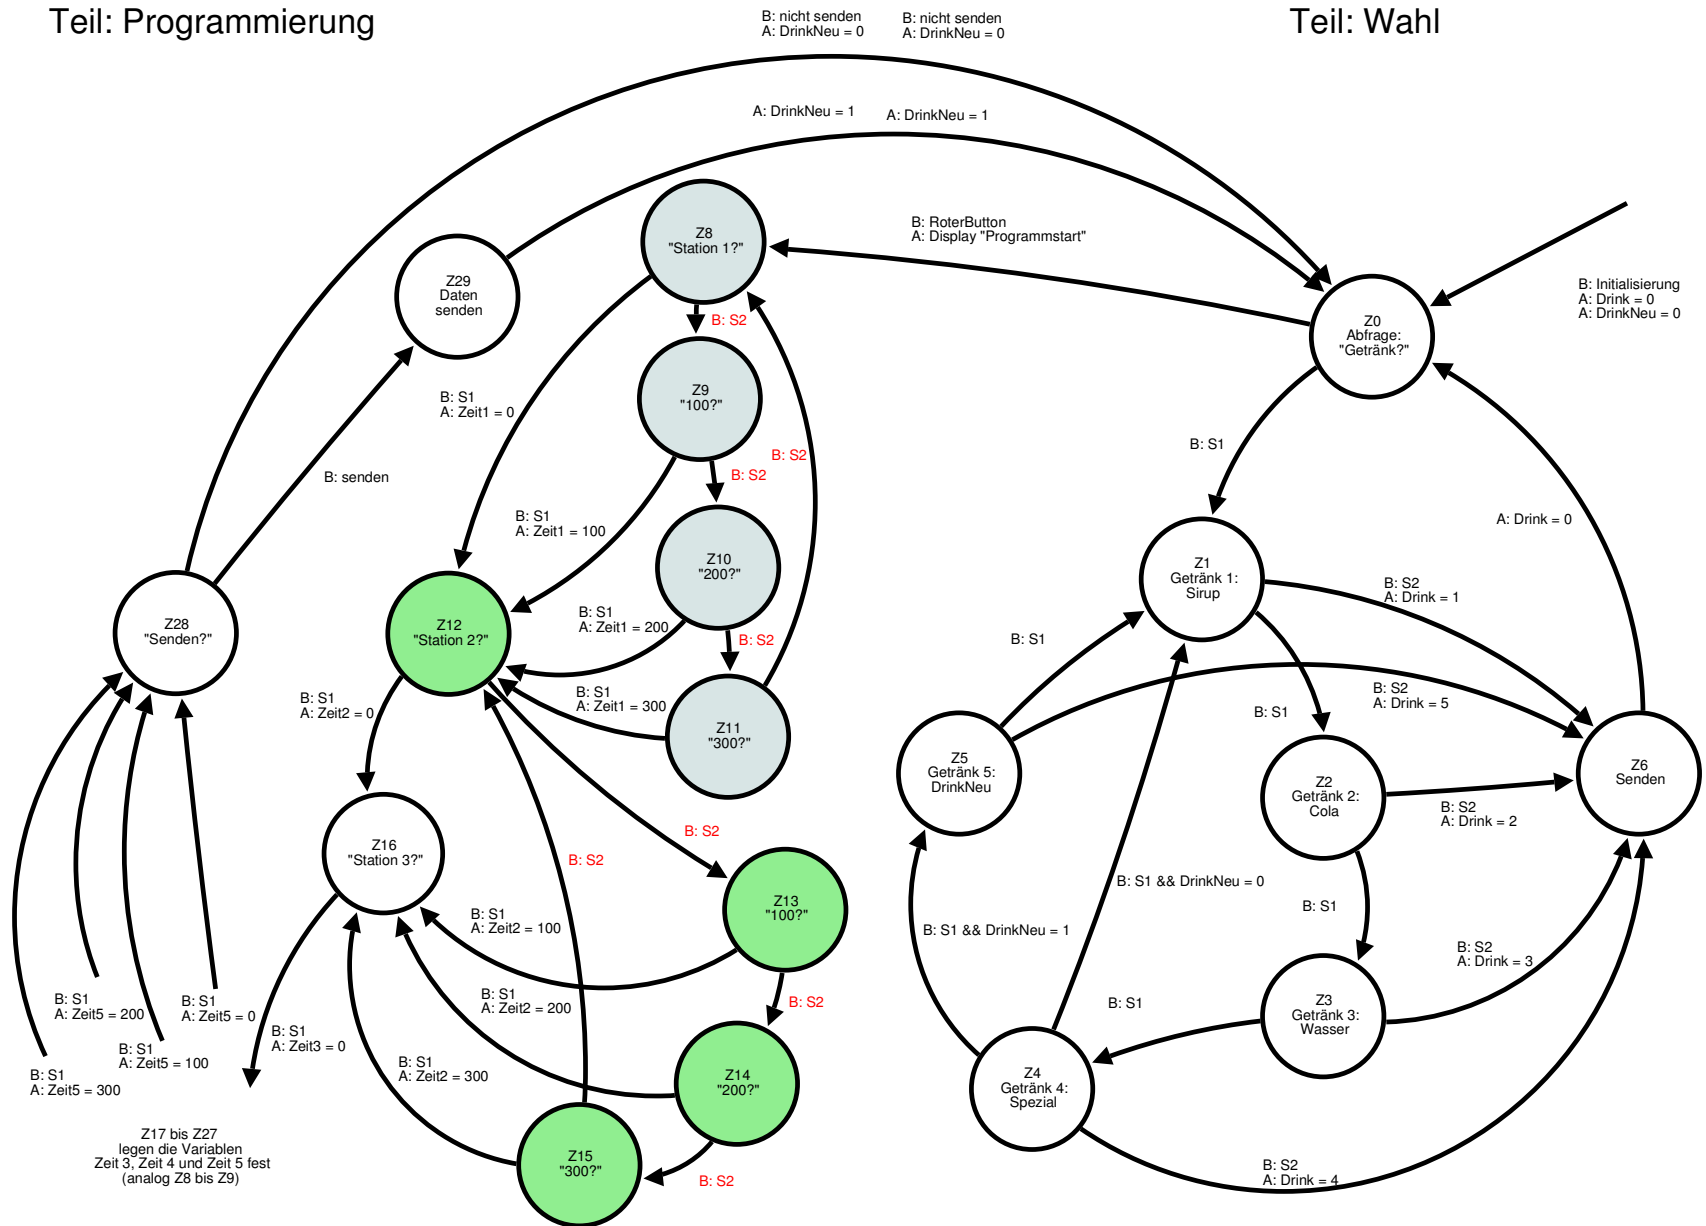 Teil: Programmierung
Teil: Wahl
B: nicht senden
A: DrinkNeu = 0
B: nicht senden
A: DrinkNeu = 0
A: DrinkNeu = 1
A: DrinkNeu = 1
B: RoterButton
A: Display "Programmstart"
B: Initialisierung
A: Drink = 0
A: DrinkNeu = 0
Z8
"Station 1?"
Z29
Daten
senden
Z0
Abfrage:
"Getränk?"
B: S2
Z9
"100?"
B: S1
A: Zeit1 = 0
B: S2
B: S2
B: senden
B: S1
A: Zeit1 = 100
Z10
"200?"
B: S1
A: Zeit1 = 200
B: S2
Z28
"Senden?"
Z12
"Station 2?"
B: S1
A: Zeit2 = 0
B: S1
A: Zeit1 = 300
Z11
"300?"
Z16
"Station 3?"
B: S2
B: S2
Z13
"100?"
B: S1
A: Zeit2 = 100
B: S1
A: Zeit2 = 200
B: S2
B: S1
A: Zeit5 = 200
B: S1
A: Zeit5 = 0
B: S1
A: Zeit3 = 0
B: S1
A: Zeit5 = 100
B: S1
A: Zeit5 = 300
B: S1
A: Zeit2 = 300
Z14
"200?"
Z15
"300?"
B: S2
Z17 bis Z27
legen die Variablen
Zeit 3, Zeit 4 und Zeit 5 fest
(analog Z8 bis Z9)
B: S1
A: Drink = 0
Z1
Getränk 1:
Sirup
B: S2
A: Drink = 1
B: S1
B: S2
A: Drink = 5
B: S1
Z5
Getränk 5:
DrinkNeu
Z2
Getränk 2:
Cola
Z6
Senden
B: S2
A: Drink = 2
B: S1 && DrinkNeu = 0
B: S1 && DrinkNeu = 1
B: S1
B: S2
A: Drink = 3
B: S1
Z3
Getränk 3:
Wasser
Z4
Getränk 4:
Spezial
B: S2
A: Drink = 4